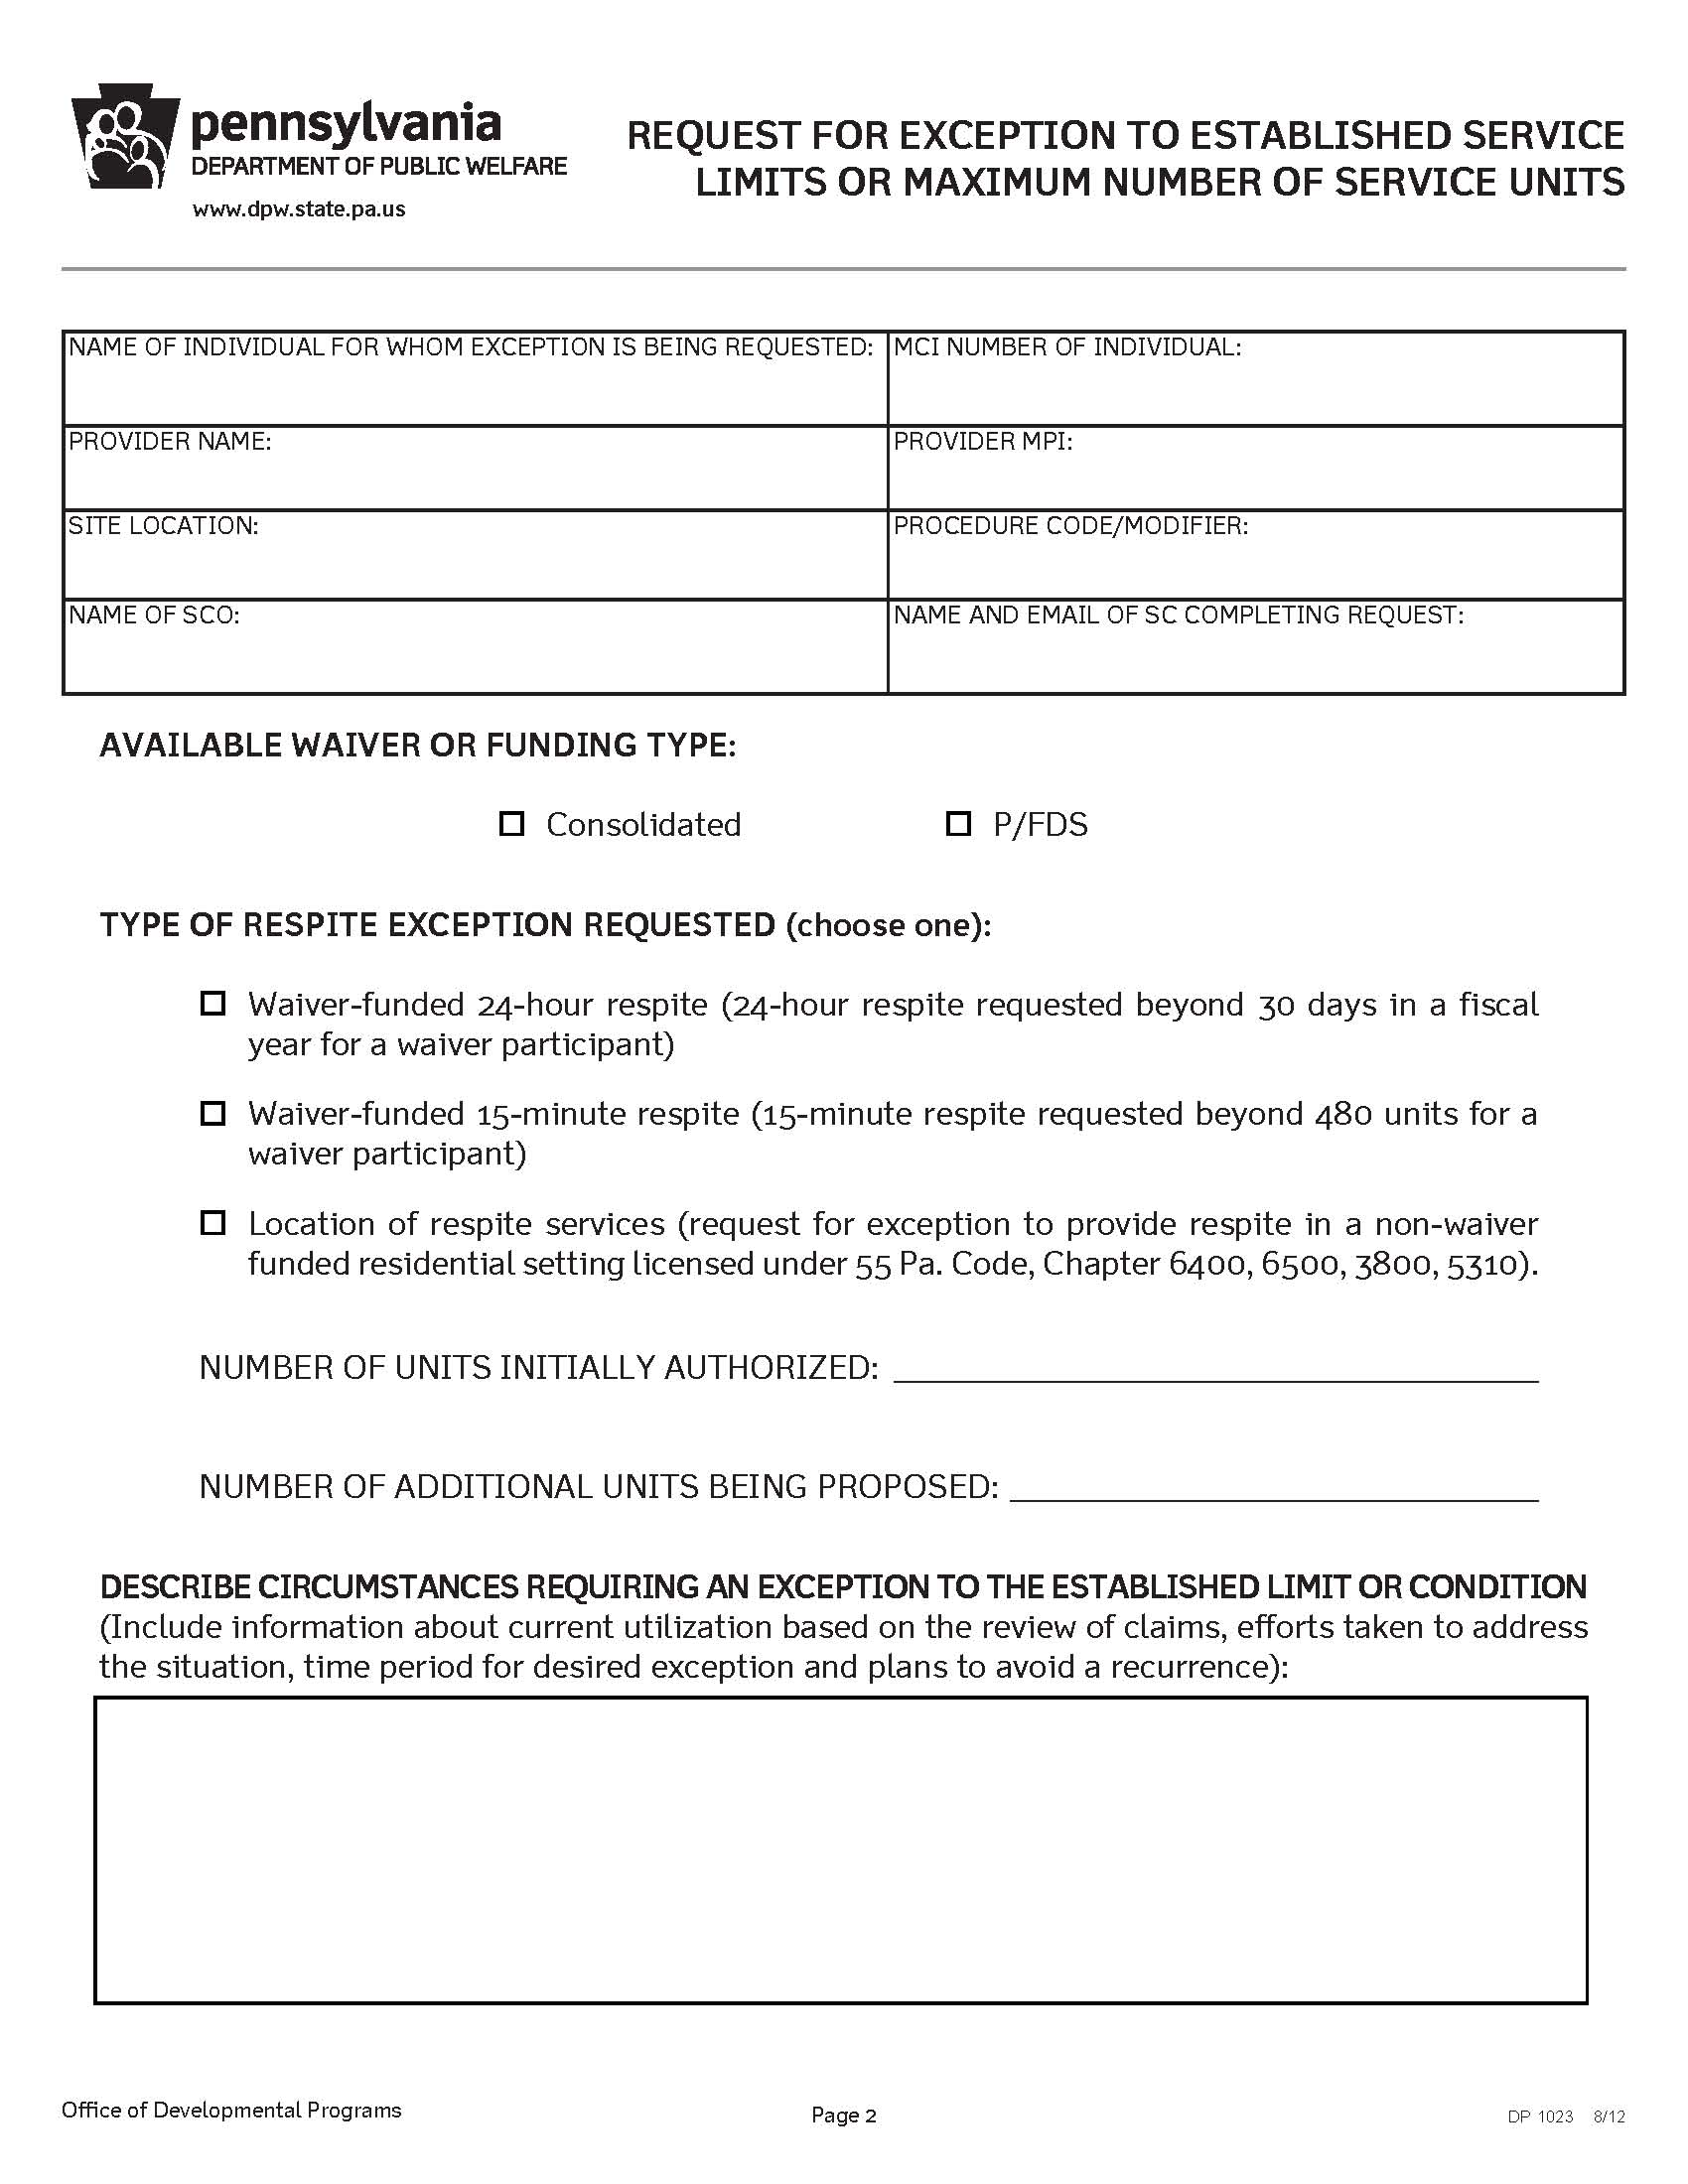 pennsylvania
DEPARTMENT OF PUBLIC WELFARE
www.dpw.state.pa.us
REQUEST FOR EXCEPTION TO ESTABLISHED SERVICE
LIMITS OR MAXIMUM NUMBER OF SERVICE UNITS
NAME OF INDIVIDUAL FOR WHOM EXCEPTION IS BEING REQUESTED:
MCI NUMBER OF INDIVIDUAL:
PROVIDER NAME:
PROVIDER MPI:
SITE LOCATION:
PROCEDURE CODE/MODIFIER:
NAME OF SCO:
NAME AND EMAIL OF SC COMPLETING REQUEST:
AVAILABLE WAIVER OR FUNDING TYPE:
Consolidated
P/FDS
TYPE OF RESPITE EXCEPTION REQUESTED (choose one):
Waiver-funded 24-hour respite (24-hour respite requested beyond 30 days in a fiscal
year for a waiver participant)
Waiver-funded 15-minute respite (15-minute respite requested beyond 480 units for a
waiver participant)
Location of respite services (request for exception to provide respite in a non-waiver
funded residential setting licensed under 55 Pa. Code, Chapter 6400, 6500, 3800, 5310).
NUMBER OF UNITS INITIALLY AUTHORIZED:
NUMBER OF ADDITIONAL UNITS BEING PROPOSED:
DESCRIBE CIRCUMSTANCES REQUIRING AN EXCEPTION TO THE ESTABLISHED LIMIT OR CONDITION
(Include information about current utilization based on the review of claims, efforts taken to address
the situation, time period for desired exception and plans to avoid a recurrence):
Office of Developmental Programs
Page 2
DP 1023 8/12